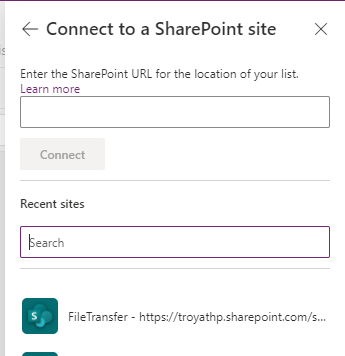 Connect to a SharePoint site
Enter the SharePoint URL for the location of your list.
Learn more
Connect
Recent sites
Search
FileTransfer - https://troyathp.sharepoint.com/s...